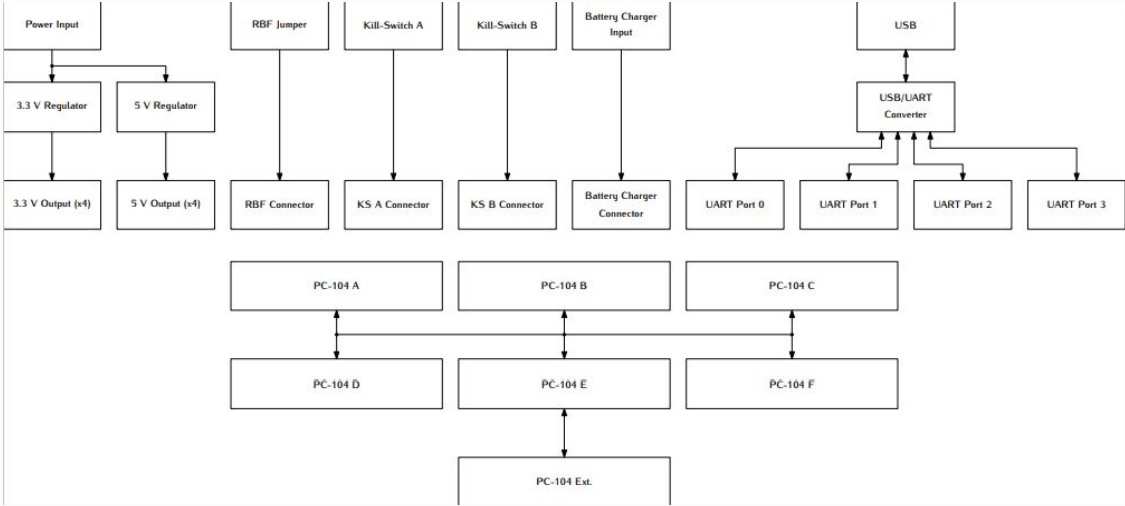 Power Input
RBF Jumper
Kill-Switch A
Kill-Switch B
Battery Charger
Input
USB
3.3 V Regulator
5 V Regulator
USB/UART
Converter
3.3 V Output (x4)
5 V Output (x4)
RBF Connector
KS A Connector
KS B Connector
Battery Charger
Connector
UART Port 0
UART Port 1
UART Port 2
UART Port 3
PC-104 A
PC-104 B
PC-104 C
PC-104 D
PC-104 E
PC-104 F
PC-104 Ext.